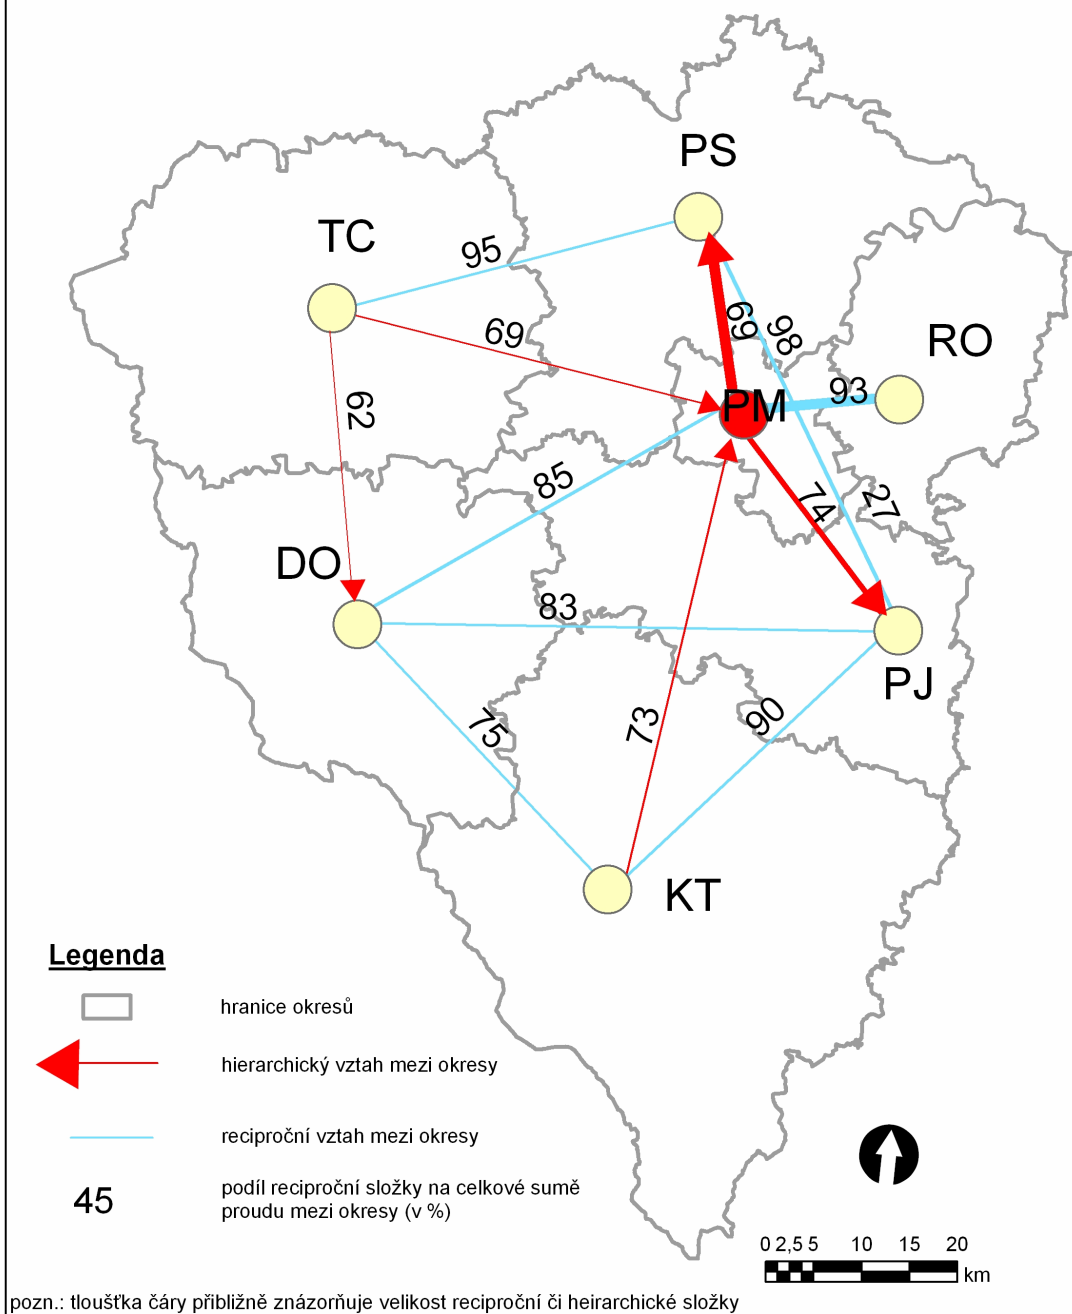 PS
TC
95
69
69
98
RO
62
PM
93
85
74
27
DO
83
PJ
75
73
90
KT
Legenda
hranice okresů
hierarchický vztah mezi okresy
reciproční vztah mezi okresy
45
podíl reciproční složky na celkové sumě
proudu mezi okresy (v %)
0 2,5 5 10 15 20
km
pozn.: tloušťka čáry přibližně znázorňuje velikost reciproční či heirarchické složky